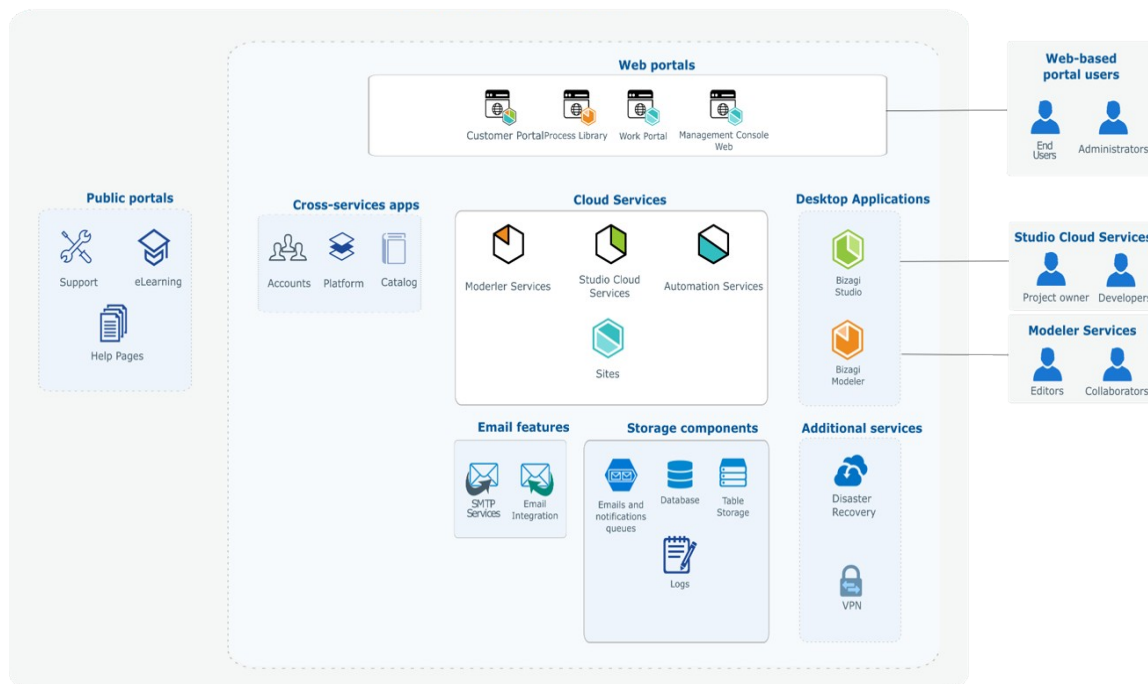 Web portals
Customer Portal
Process Library
Work Portal
Management Console
Web
Web-based
portal users
End
Users
Administrators
Public portals
Support
eLearning
Help Pages
Cross-services apps
Accounts
Platform
Catalog
Cloud Services
Moderler Services
Studio Cloud
Services
Automation Services
Sites
Desktop Applications
Bizagi
Studio
Bizagi
Modeler
Studio Cloud Services
Project owner
Developers
Modeler Services
Editors
Collaborators
Email features
SMTP
Services
Email
Integration
Storage components
Emails and
notifications
queues
Database
Table
Storage
Logs
Additional services
Disaster
Recovery
VPN